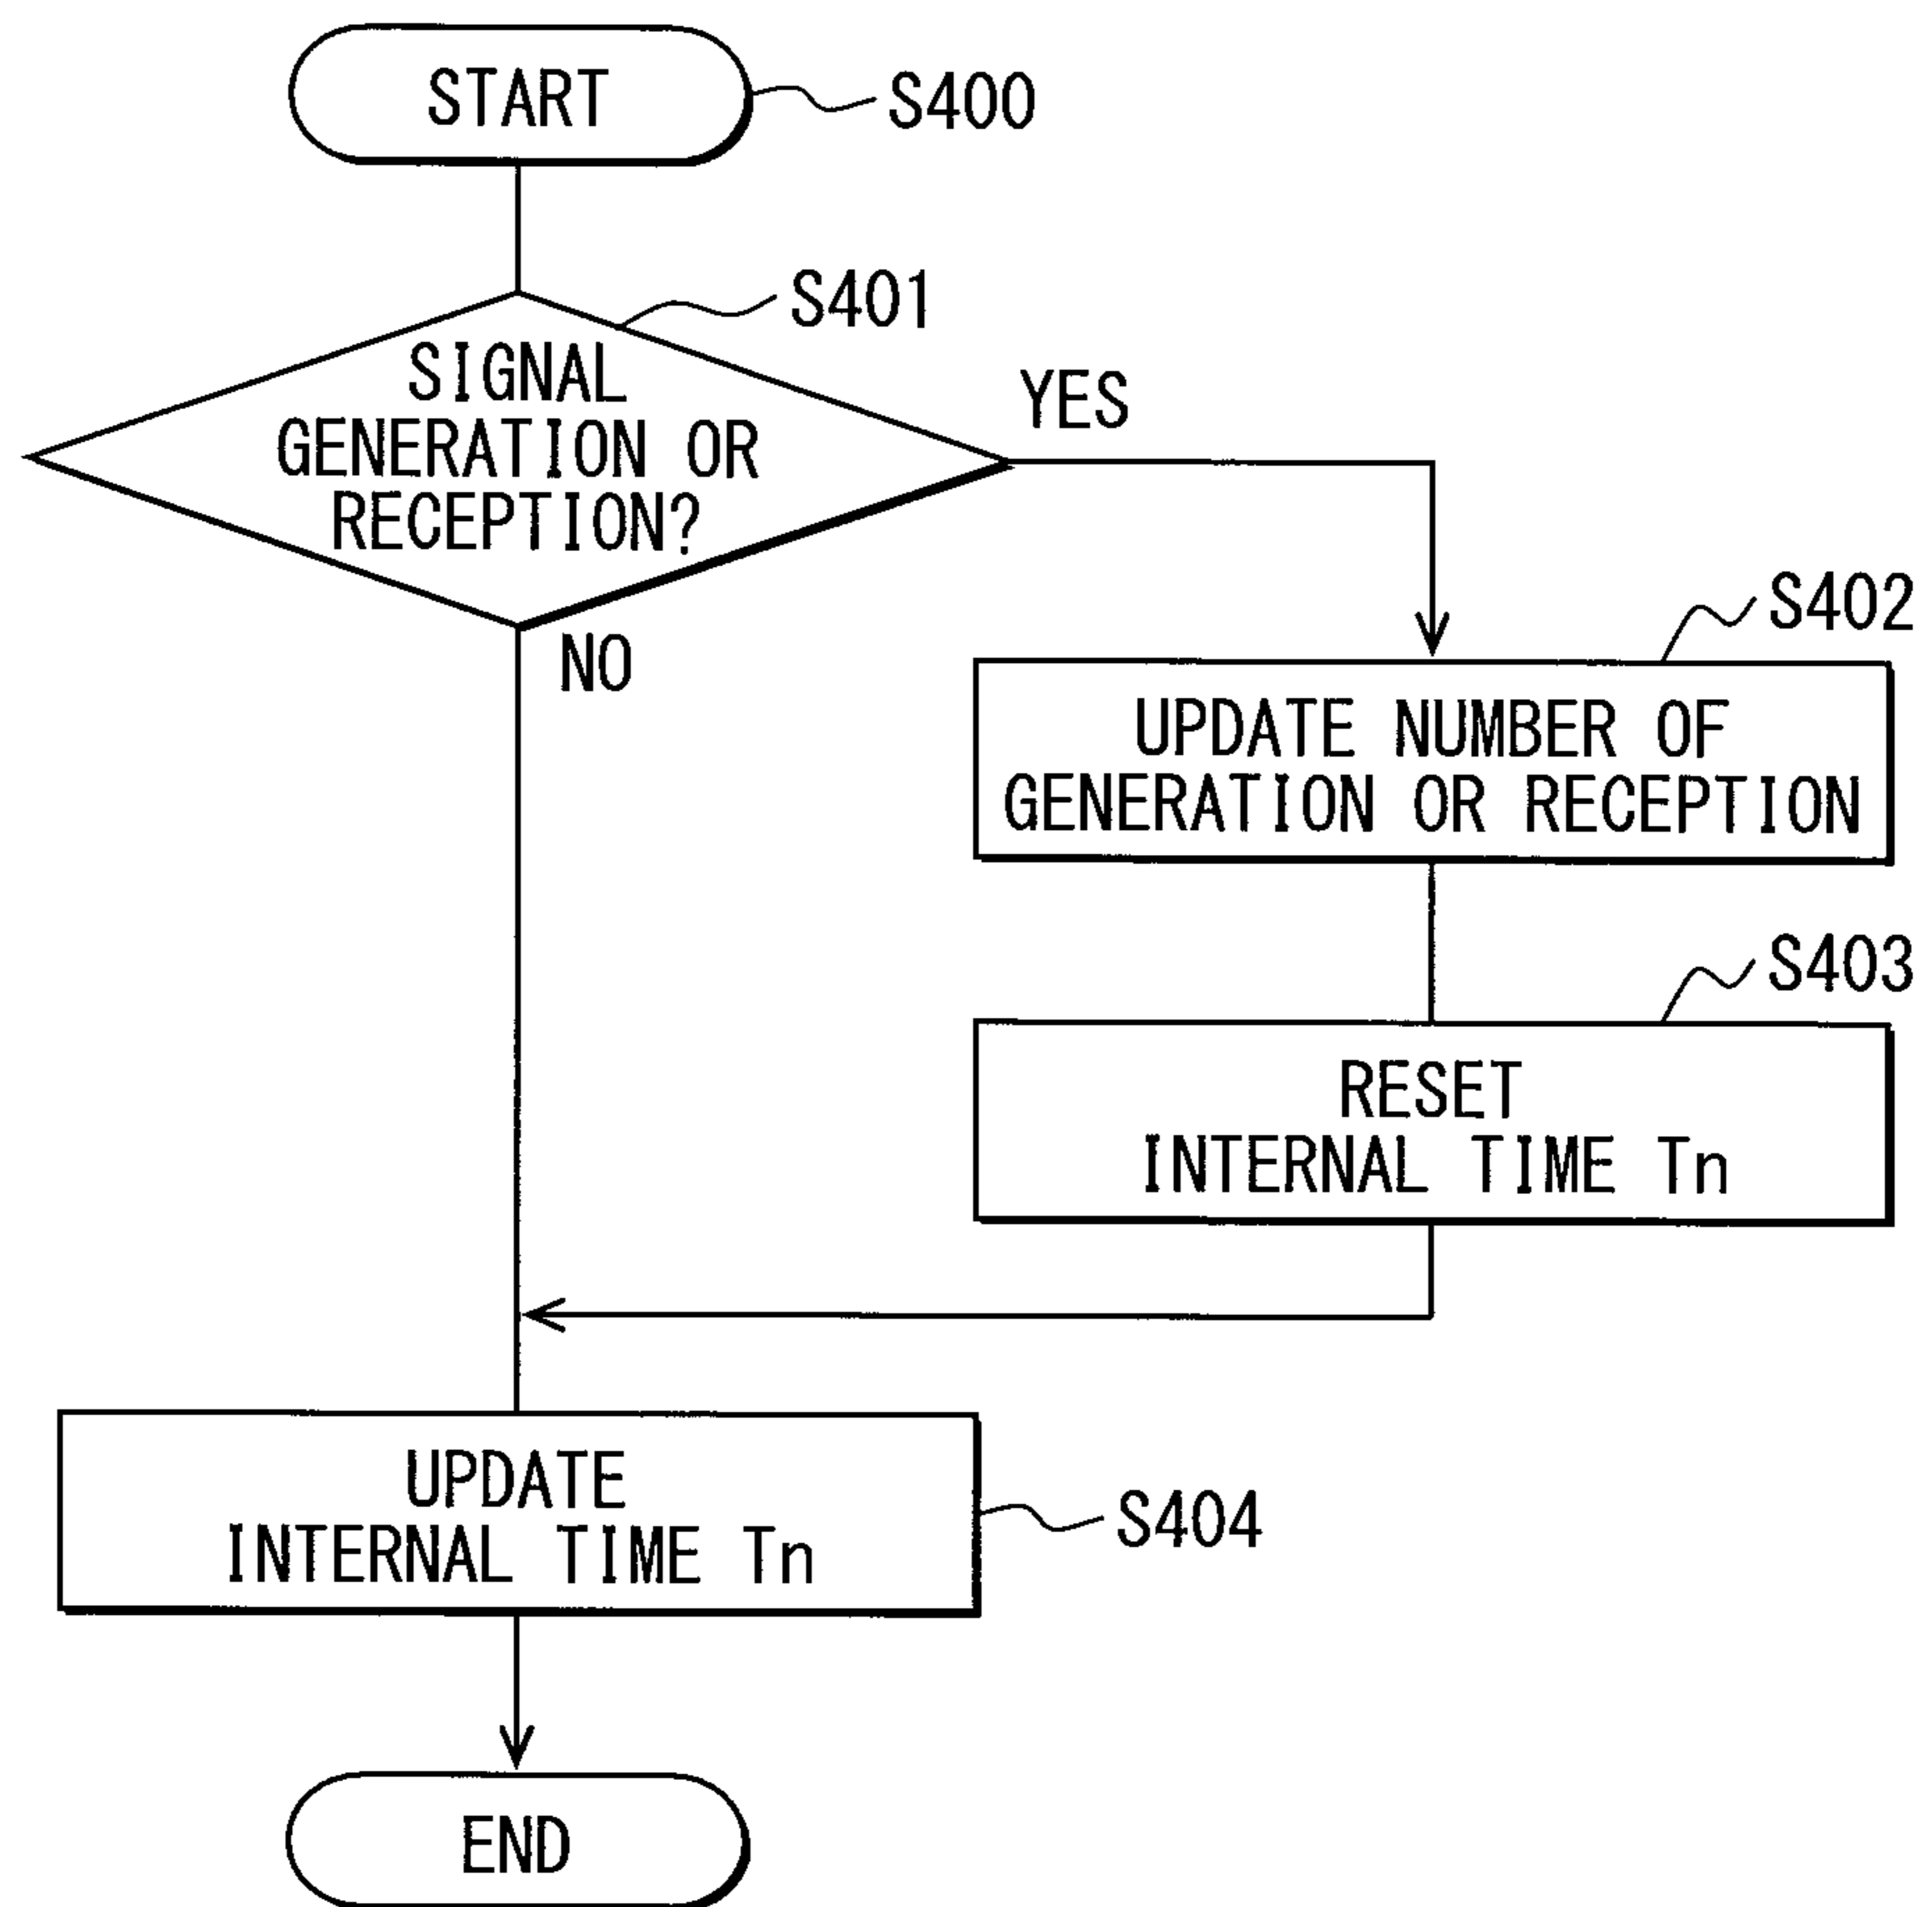 START
S400
S401
SIGNAL
GENERATION OR
RECEPTION?
YES
NO
S402
UPDATE NUMBER OF
GENERATION OR RECEPTION
S403
RESET
INTERNAL TIME Tn
UPDATE
INTERNAL TIME Tn
S404
END